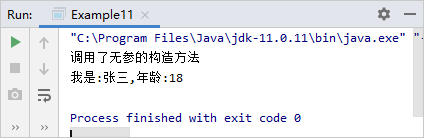 Run: Example11
"C:\Program Files\Java\jdk-11.0.11\bin\java.exe" "-
调用了无参的构造方法
我是:张三,年龄:18
Process finished with exit code 0